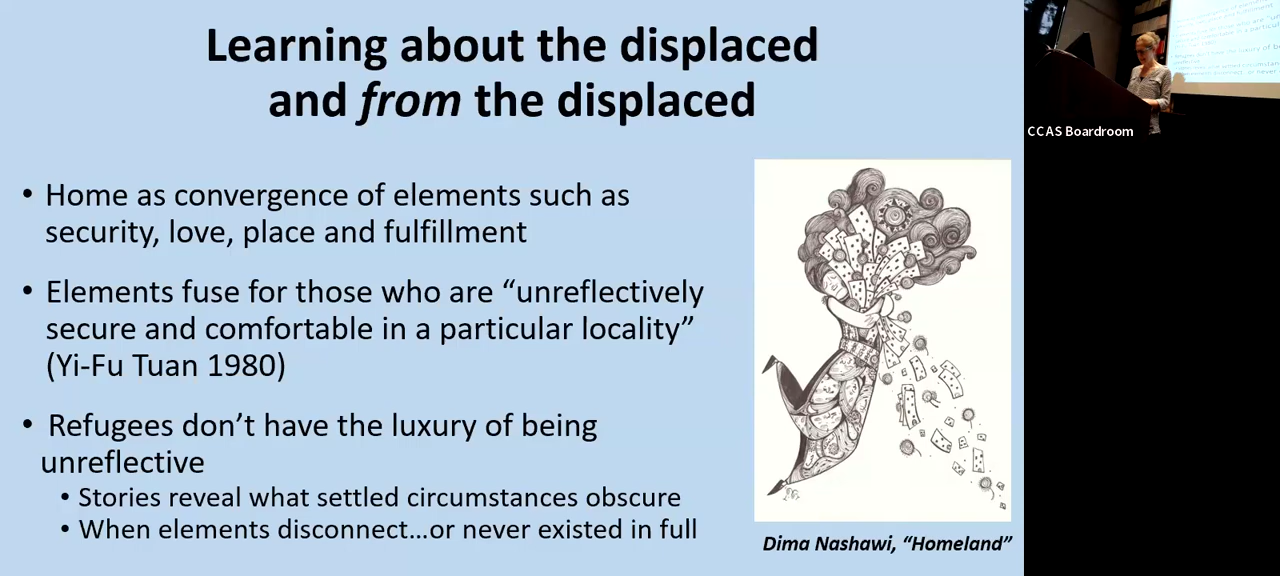 Learning about the displaced
and from the displaced
• Home as convergence of elements such as
security, love, place and fulfillment
• Elements fuse for those who are “unreflectively
secure and comfortable in a particular locality”
(Yi-Fu Tuan 1980)
• Refugees don’t have the luxury of being
unreflective
• Stories reveal what settled circumstances obscure
• When elements disconnect…or never existed in full
Dima Nashawi, “Homeland”
CCAS Boardroom